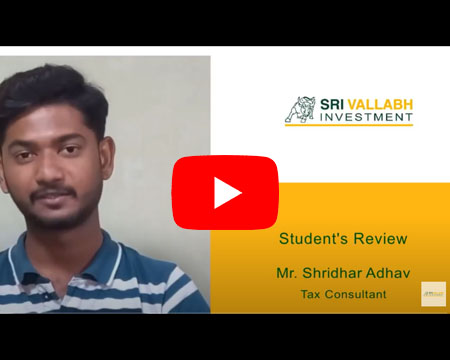 SRI VALLABH
INVESTMENT
Student's Review
Mr. Shridhar Adhav
Tax Consultant